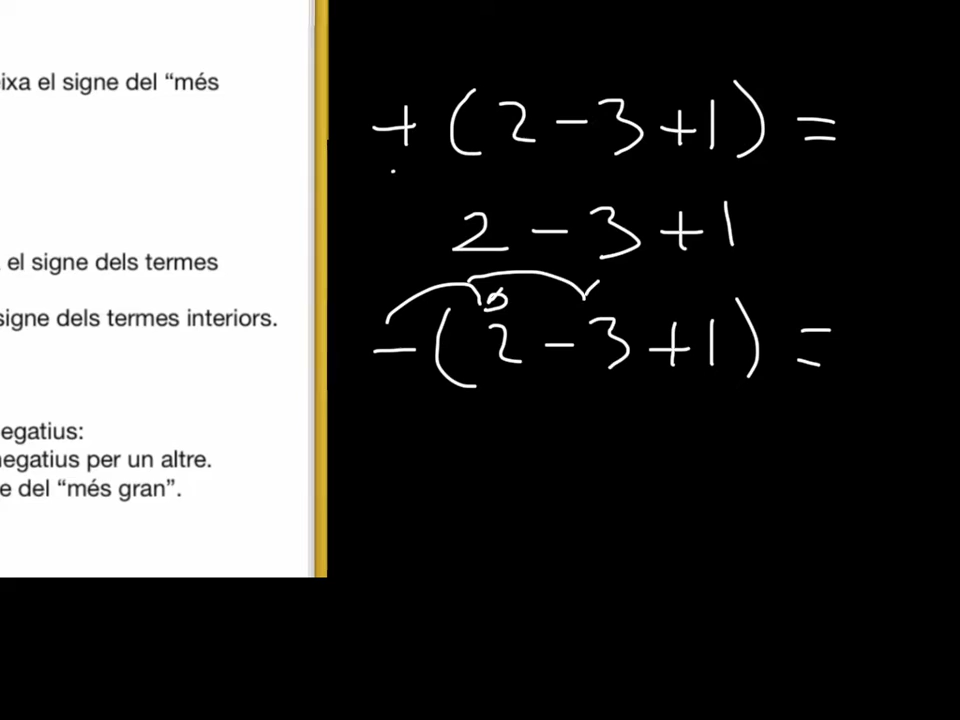 ixa el signe del “més
el signe dels termes
signe dels termes interiors.
egatius:
negatius per un altre.
e del “més gran”.
+(2-3+1)=
2-3+1
-(2-3+1)=